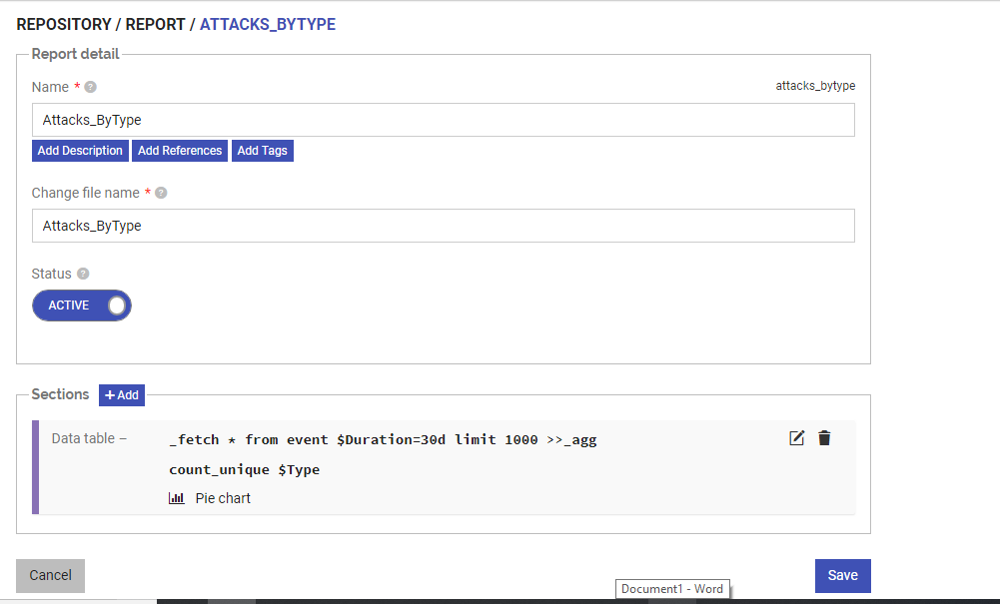 REPOSITORY / REPORT / ATTACKS_BYTYPE
Report detail
Name * ?
attacks_bytype
Attacks_ByType
Add Description
Add References
Add Tags
Change file name * ?
Attacks_ByType
Status ?
ACTIVE
Sections
+ Add
Data table –
_fetch * from event $Duration=30d limit 1000 >>_agg
count_unique $Type
Pie chart
Cancel
Save
Document1 - Word